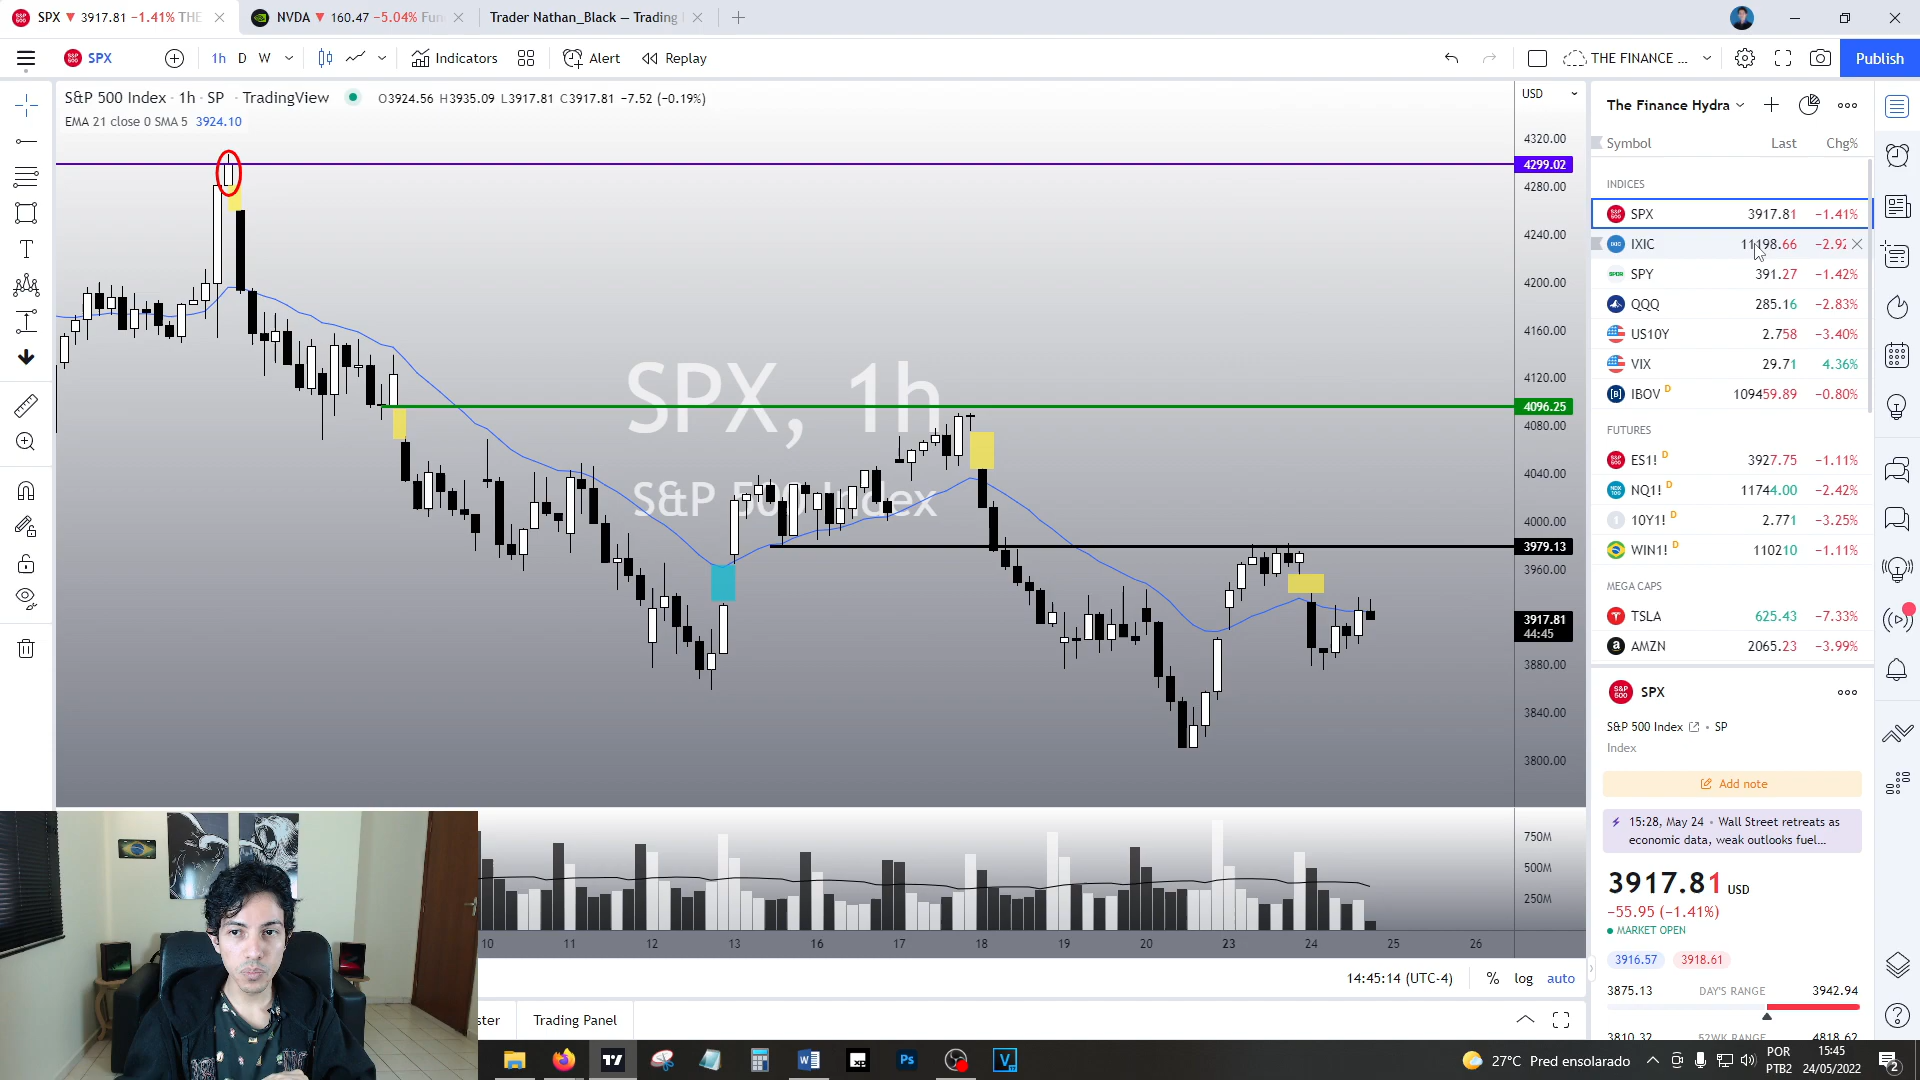 SPX ▼ 3917.81 −1.41% THE
NVDA ▼ 160.47 −5.04% Fun
Trader Nathan_Black — Trading
SPX
1h D W
Indicators
Alert
Replay
THE FINANCE ...
Publish
S&P 500 Index · 1h · SP · TradingView
O3924.56 H3935.09 L3917.81 C3917.81 −7.52 (−0.19%)
EMA 21 close 0 SMA 5 3924.10
SPX, 1h
S&P 500 Index
USD
4320.00
4299.02
4280.00
4240.00
4200.00
4160.00
4120.00
4096.25
4080.00
4040.00
4000.00
3979.13
3960.00
3917.81
44:45
3880.00
3840.00
3800.00
750M
500M
250M
10 11 12 13 16 17 18 19 20 23 24 25 26
14:45:14 (UTC-4) % log auto
ster
Trading Panel
The Finance Hydra
Symbol Last Chg%
INDICES
SPX 3917.81 −1.41%
IXIC 11198.66 −2.92
SPY 391.27 −1.42%
QQQ 285.16 −2.83%
US10Y 2.758 −3.40%
VIX 29.71 4.36%
IBOV D 109459.89 −0.80%
FUTURES
ES1! D 3927.75 −1.11%
NQ1! D 11744.00 −2.42%
10Y1! D 2.771 −3.25%
WIN1! D 110210 −1.11%
MEGA CAPS
TSLA 625.43 −7.33%
AMZN 2065.23 −3.99%
SPX
S&P 500 Index • SP
Index
Add note
15:28, May 24 • Wall Street retreats as
economic data, weak outlooks fuel...
3917.81 USD
−55.95 (−1.41%)
MARKET OPEN
3916.57 3918.61
3875.13 DAY'S RANGE 3942.94
3810.32 52WK RANGE 4818.62
27°C Pred ensolarado
POR
PTB2
15:45
24/05/2022
2